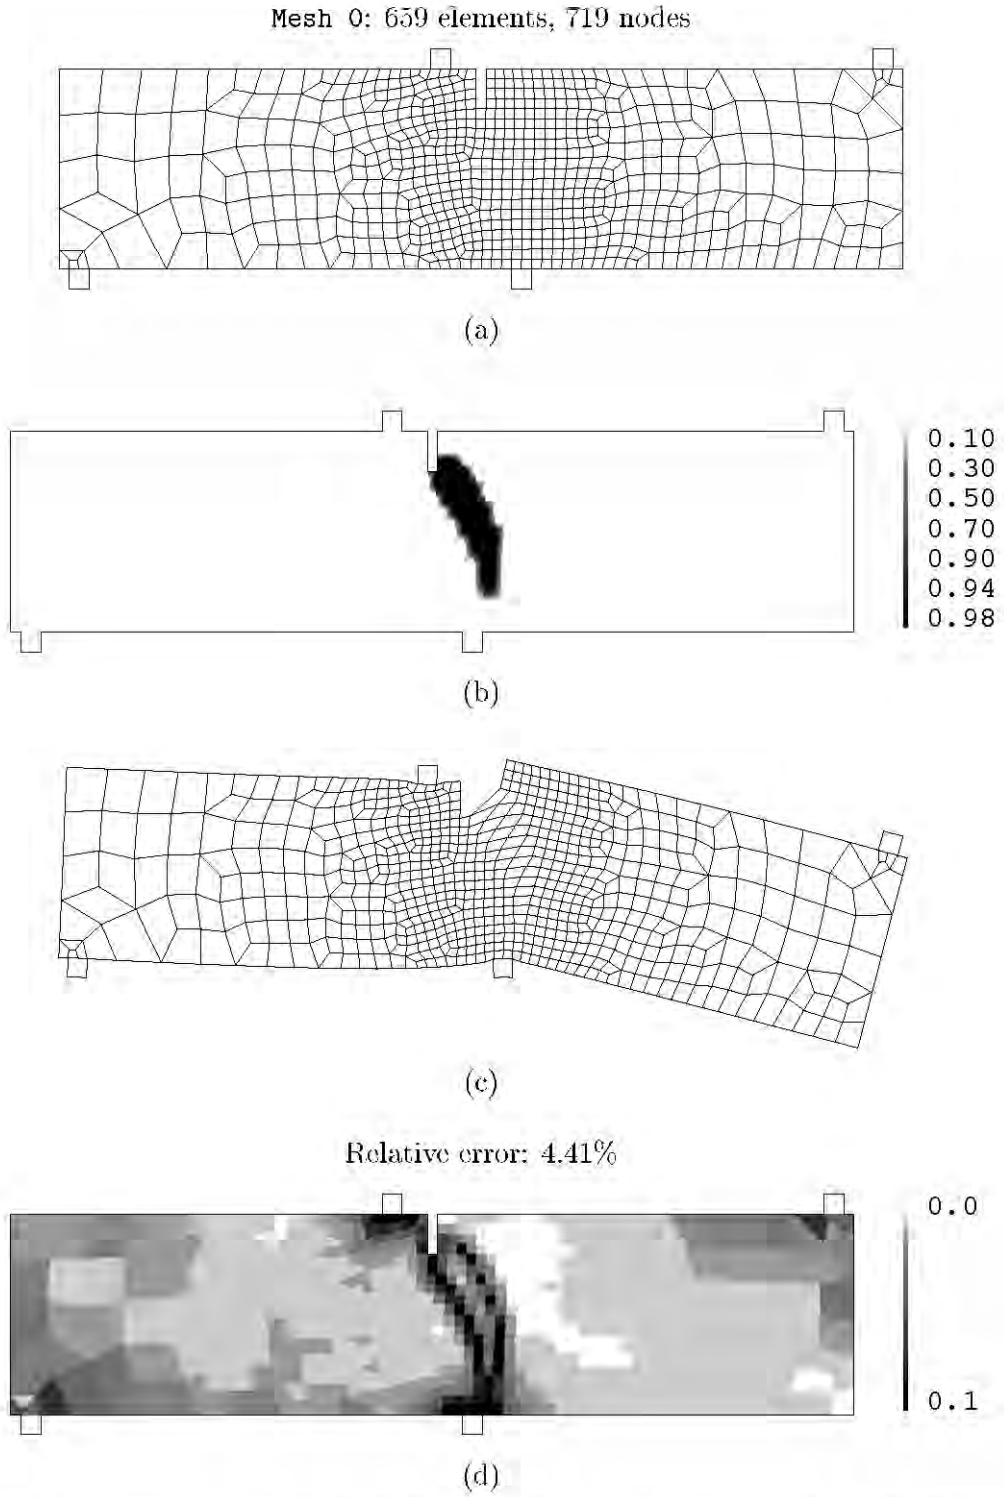 Mesh 0: 659 elements, 719 nodes
(a)
0.10
0.30
0.50
0.70
0.90
0.94
0.98
(b)
(c)
Relative error: 4.41%
0.0
0.1
(d)